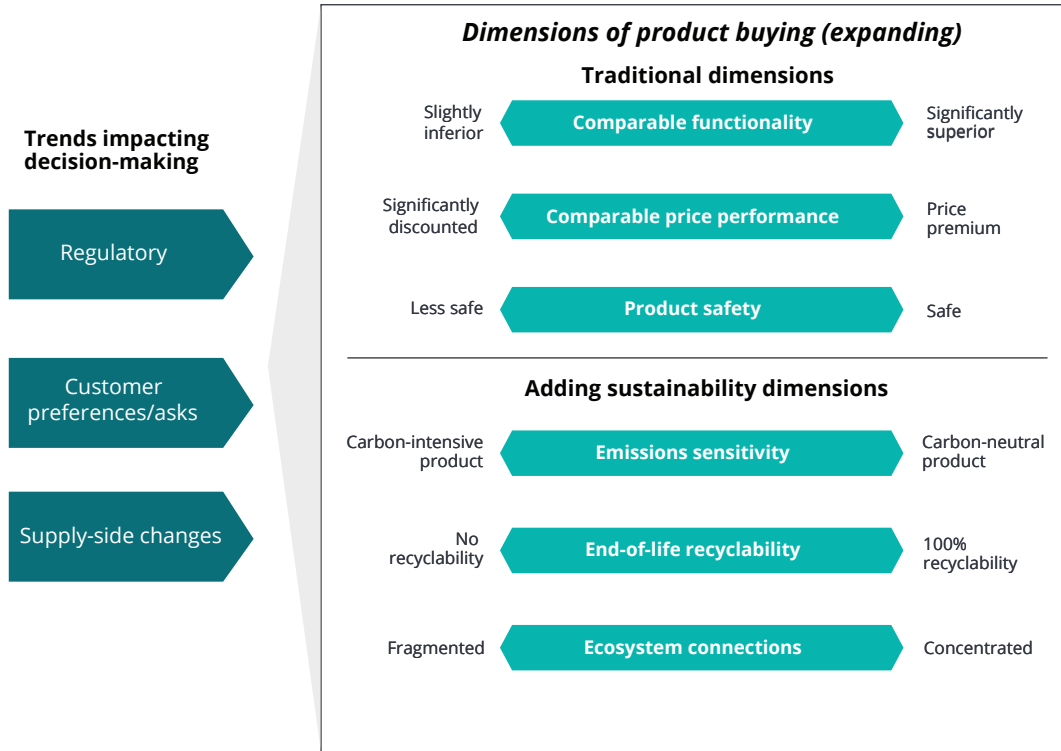 Trends impacting
decision-making
Regulatory
Customer
preferences/asks
Supply-side changes
Dimensions of product buying (expanding)
Traditional dimensions
Slightly
inferior
Comparable functionality
Significantly
superior
Significantly
discounted
Comparable price performance
Price
premium
Less safe
Product safety
Safe
Adding sustainability dimensions
Carbon-intensive
product
Emissions sensitivity
Carbon-neutral
product
No
recyclability
End-of-life recyclability
100%
recyclability
Fragmented
Ecosystem connections
Concentrated